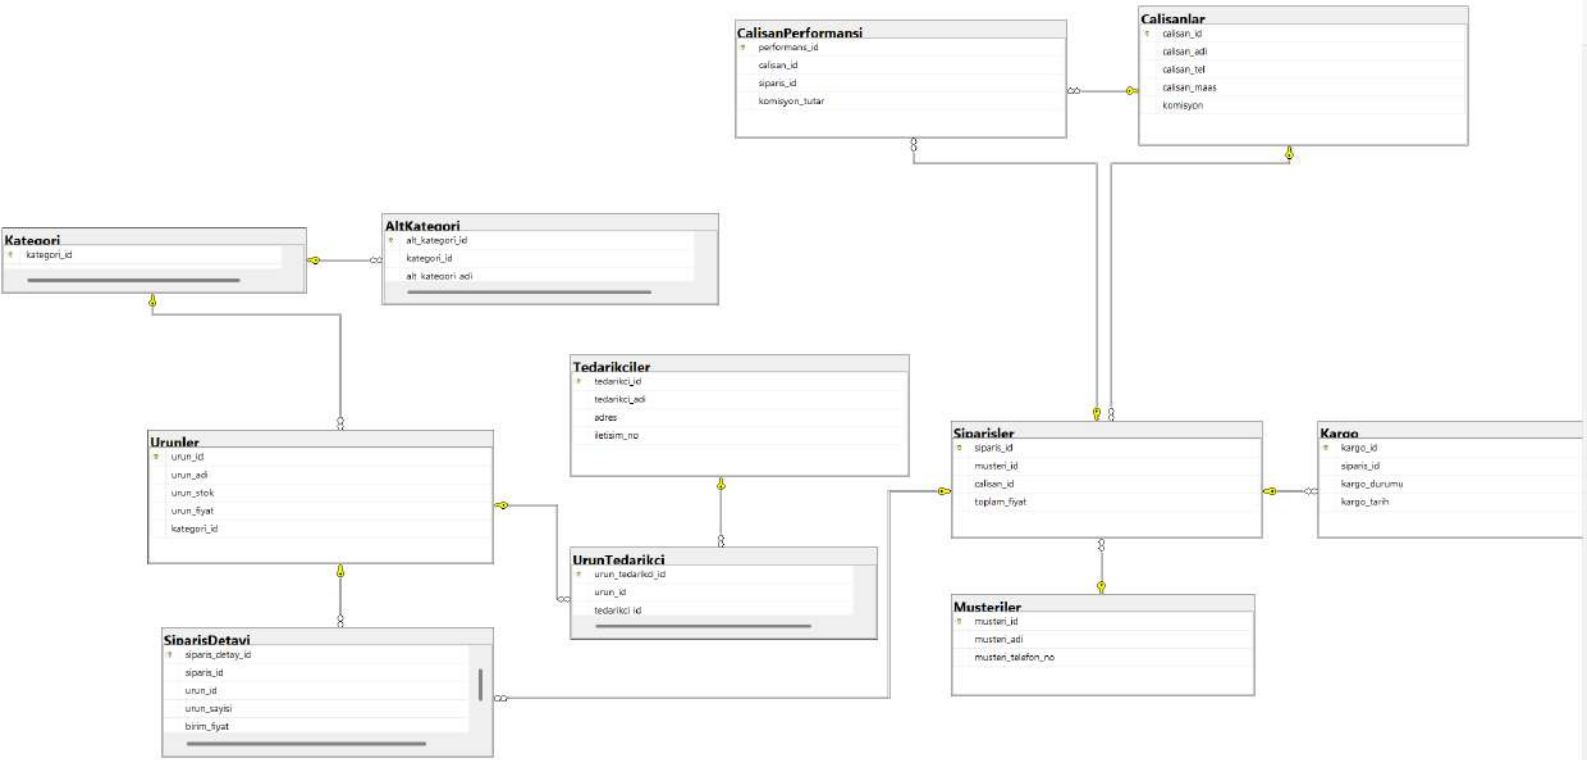 CalisanPerformansi
performans_id
calisan_id
siparis_id
komisyon_tutar
Calisanlar
calisan_id
calisan_adi
calisan_tel
calisan_maas
komisyon
Kategori
kategori_id
AltKategori
alt_kategori_id
kategori_id
alt_kategori_adi
Tedarikciler
tedarikci_id
tedarikci_adi
adres
iletisim_no
Urunler
urun_id
urun_adi
urun_stok
urun_fiyat
kategori_id
Siparisler
siparis_id
musteri_id
calisan_id
toplam_fiyat
Kargo
kargo_id
siparis_id
kargo_durumu
kargo_tarih
UrunTedarikci
urun_tedarikci_id
urun_id
tedarikci_id
Musteriler
musteri_id
musteri_adi
musteri_telefon_no
SiparisDetayi
siparis_detay_id
siparis_id
urun_id
urun_sayisi
birim_fiyat